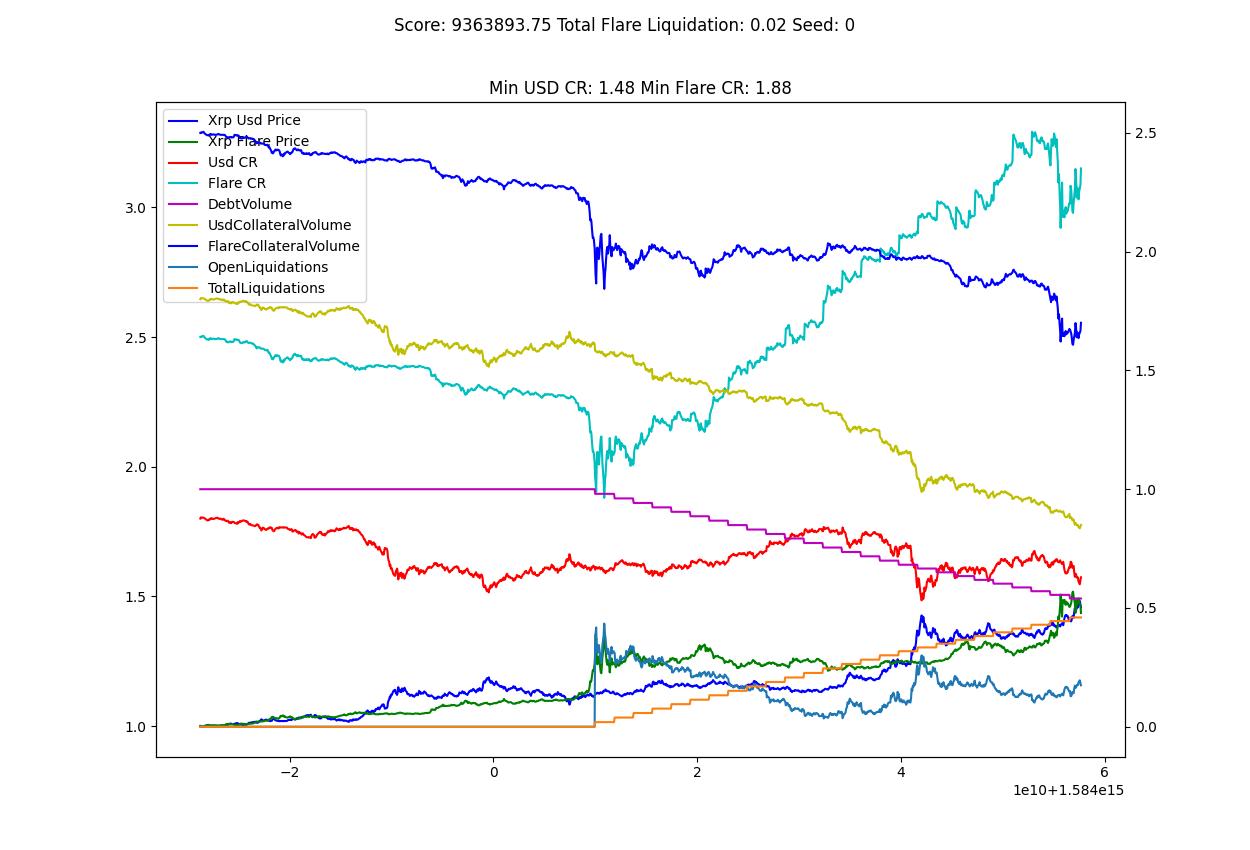 Score: 9363893.75 Total Flare Liquidation: 0.02 Seed: 0
Min USD CR: 1.48 Min Flare CR: 1.88
Xrp Usd Price
Xrp Flare Price
Usd CR
Flare CR
DebtVolume
UsdCollateralVolume
FlareCollateralVolume
OpenLiquidations
TotalLiquidations
3.0
2.5
2.0
1.5
1.0
2.5
2.0
1.5
1.0
0.5
0.0
−2
0
2
4
6
1e10+1.584e15